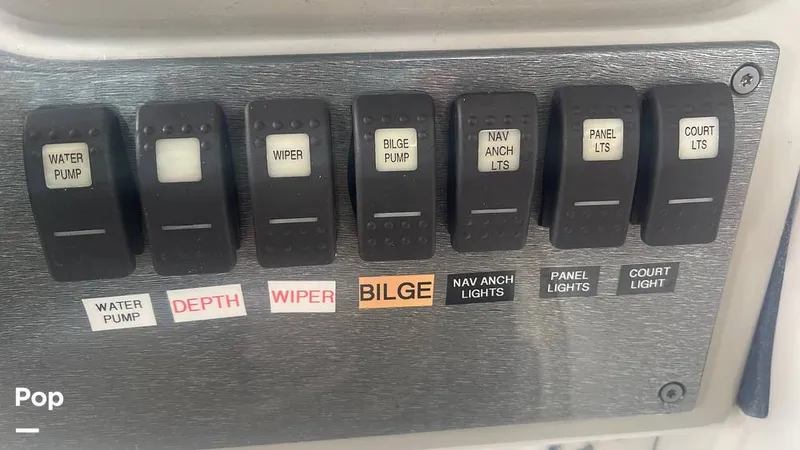 WATER
PUMP
WIPER
BILGE
PUMP
NAV
ANCH
LTS
PANEL
LTS
COURT
LTS
WATER
PUMP
DEPTH
WIPER
BILGE
NAV ANCH
LIGHTS
PANEL
LIGHTS
COURT
LIGHT
Pop